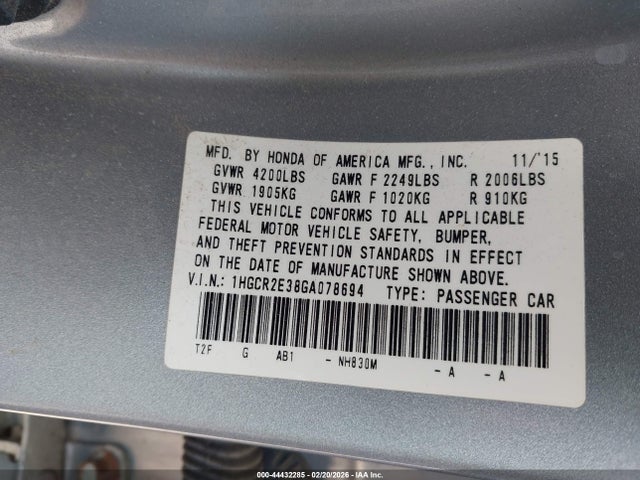 MFD. BY HONDA OF AMERICA MFG., INC. 11/'15
GVWR 4200LBS GAWR F 2249LBS R 2006LBS
GVWR 1905KG GAWR F 1020KG R 910KG
THIS VEHICLE CONFORMS TO ALL APPLICABLE
FEDERAL MOTOR VEHICLE SAFETY, BUMPER,
AND THEFT PREVENTION STANDARDS IN EFFECT
ON THE DATE OF MANUFACTURE SHOWN ABOVE.
V.I.N.: 1HGCR2E38GA078694 TYPE: PASSENGER CAR
T2F G AB1 - NH830M - A - A
000-44432285 - 02/20/2026 - IAA Inc.